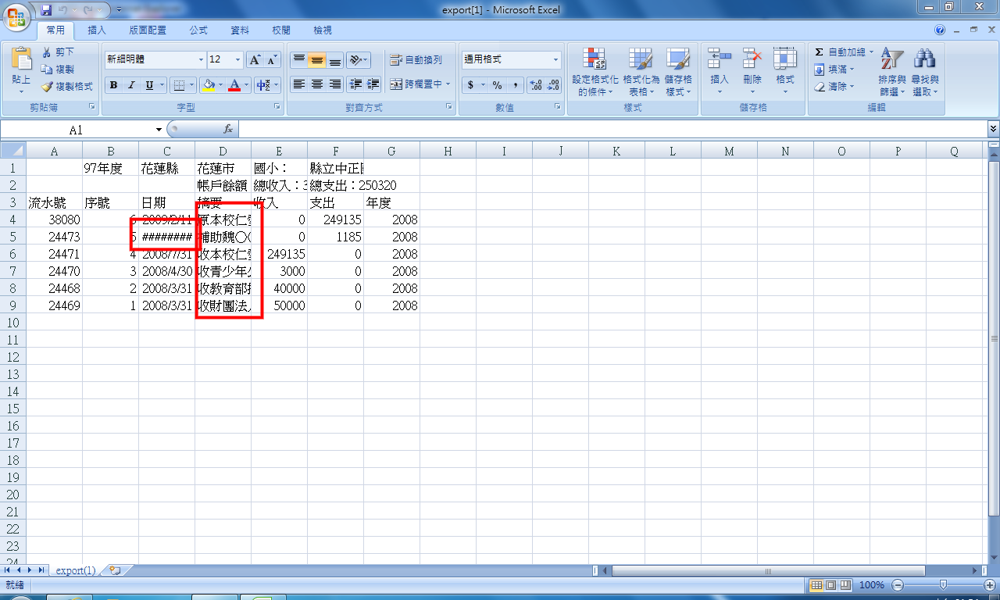 export[1] - Microsoft Excel
常用 插入 版面配置 公式 資料 校閱 檢視
貼上 剪下 複製 複製格式 剪貼簿
新細明體 12 A A B I U A 字型
自動換列 跨欄置中 對齊方式
通用格式 $ % , 數值
設定格式化的條件 格式化為表格 儲存格樣式 樣式
插入 刪除 格式 儲存格
Σ 自動加總 填滿 清除 排序與篩選 尋找與選取 編輯
A1 fx
A B C D E F G H I J K L M N O P Q
1 97年度 花蓮縣 花蓮市 國小: 縣立中正
2 帳戶餘額 總收入: 總支出:250320
3 流水號 序號 日期 摘要 收入 支出 年度
4 38080 6 2009/2/11 原本校仁 0 249135 2008
5 24473 5 ######## 補助魏○ 0 1185 2008
6 24471 4 2008/7/31 收本校仁 249135 0 2008
7 24470 3 2008/4/30 收青少年 3000 0 2008
8 24468 2 2008/3/31 收教育部 40000 0 2008
9 24469 1 2008/3/31 收財團法 50000 0 2008
10
11
12
13
14
15
16
17
18
19
20
21
22
23
24
export(1)
就緒 100%